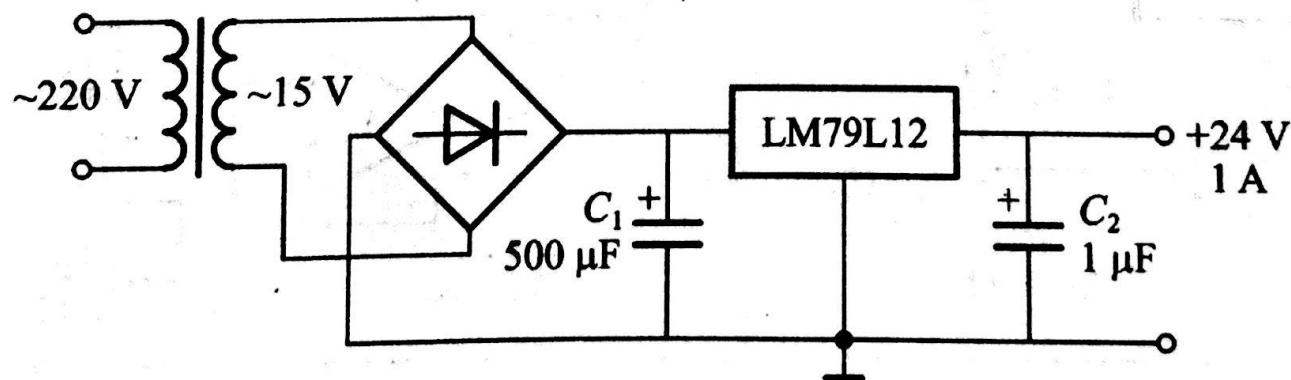 ~220 V
~15 V
LM79L12
+24 V
1 A
C₁ +
500 μF
+ C₂
1 μF